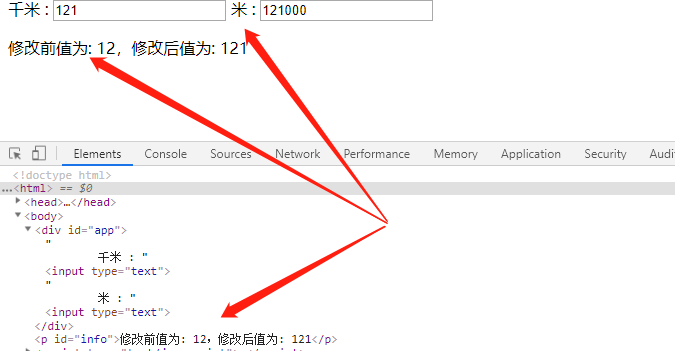 千米 : 121 米 : 121000
修改前值为: 12，修改后值为: 121
Elements Console Sources Network Performance Memory Application Security Audi
<!doctype html>
...<html> == $0
<head>…</head>
<body>
<div id="app">
"
千米 : "
<input type="text">
"
米 : "
<input type="text">
</div>
<p id="info">修改前值为: 12，修改后值为: 121</p>